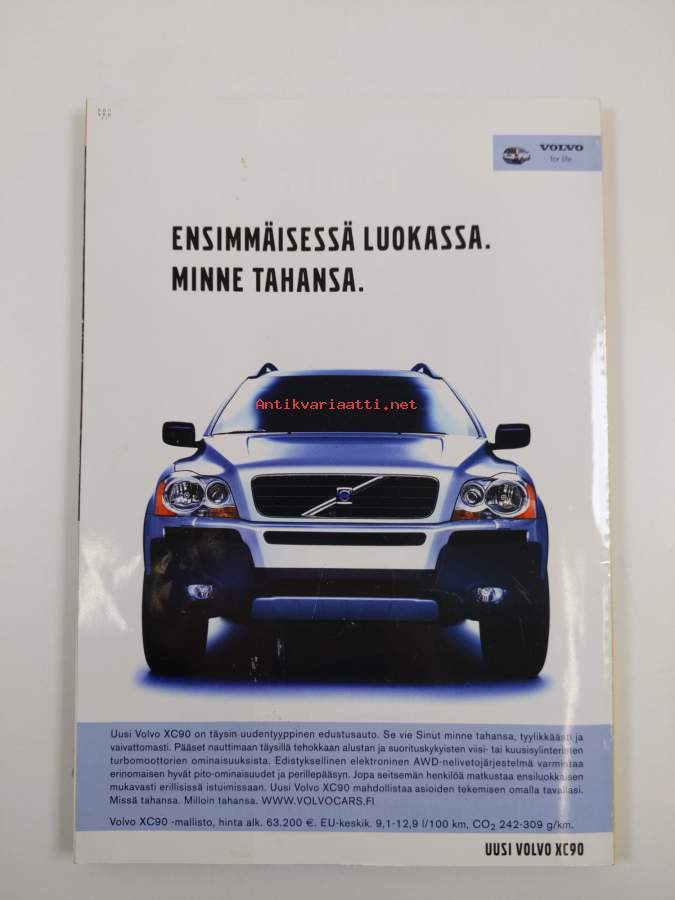 VOLVO
for life
ENSIMMÄISESSÄ LUOKASSA.
MINNE TAHANSA.
Antikvariaatti.net
Uusi Volvo XC90 on täysin uudentyyppinen edustusauto. Se vie Sinut minne tahansa, tyylikkäästi ja
vaivattomasti. Pääset nauttimaan täysillä tehokkaan alustan ja suorituskykyisten viisi- tai kuusisylinteristen
turbomoottorien ominaisuuksista. Edistyksellinen elektroninen AWD-nelivetojärjestelmä varmistaa
erinomaisen hyvät pito-ominaisuudet ja perillepääsyn. Jopa seitsemän henkilöä matkustaa ensiluokkaisen
mukavasti erillisissä istuimissaan. Uusi Volvo XC90 mahdollistaa asioiden tekemisen omalla tavallasi.
Missä tahansa. Milloin tahansa. WWW.VOLVOCARS.FI
Volvo XC90 -mallisto, hinta alk. 63.200 €. EU-keskik. 9,1-12,9 l/100 km, CO₂ 242-309 g/km.
UUSI VOLVO XC90